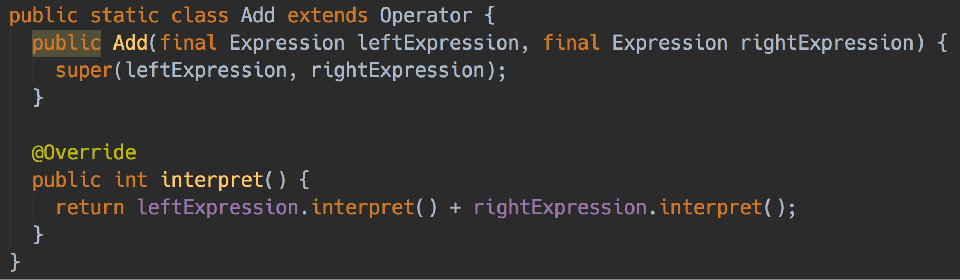 public static class Add extends Operator {
public Add(final Expression leftExpression, final Expression rightExpression) {
super(leftExpression, rightExpression);
}
@Override
public int interpret() {
return leftExpression.interpret() + rightExpression.interpret();
}
}